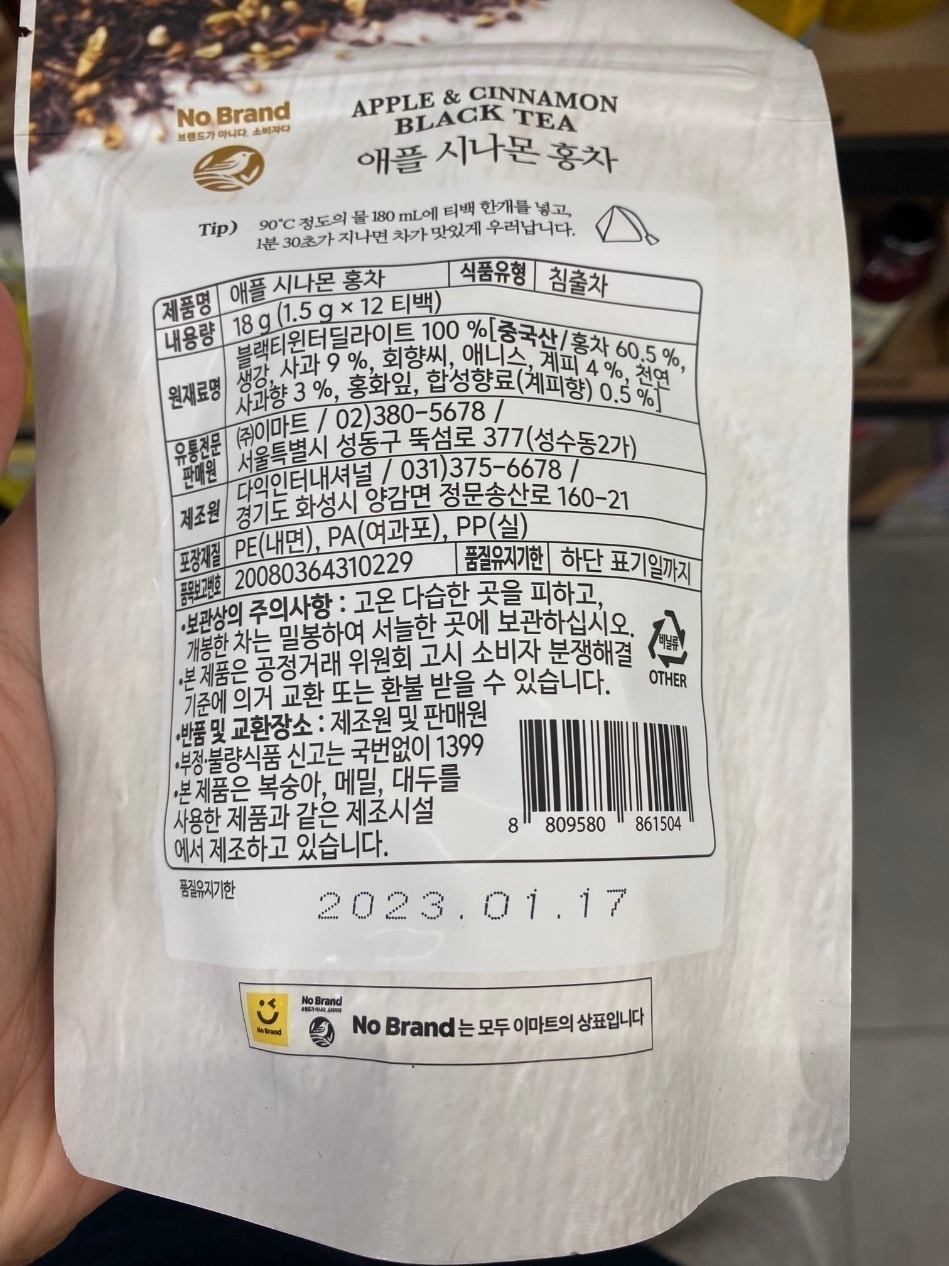 No Brand
브랜드가 아니다. 소비자다
APPLE & CINNAMON
BLACK TEA
애플 시나몬 홍차
Tip) 90℃ 정도의 물 180 mL에 티백 한개를 넣고,
1분 30초가 지나면 차가 맛있게 우러납니다.
제품명 애플 시나몬 홍차 식품유형 침출차
내용량 18 g (1.5 g × 12 티백)
원재료명 블랙티윈터딜라이트 100 %[중국산/홍차 60.5 %,
생강, 사과 9 %, 회향씨, 애니스, 계피 4 %, 천연
사과향 3 %, 홍화잎, 합성향료(계피향) 0.5 %]
유통전문판매원 ㈜이마트 / 02)380-5678 /
서울특별시 성동구 뚝섬로 377(성수동2가)
제조원 다익인터내셔널 / 031)375-6678 /
경기도 화성시 양감면 정문송산로 160-21
포장재질 PE(내면), PA(여과포), PP(실)
품목보고번호 20080364310229 품질유지기한 하단 표기일까지
•보관상의 주의사항 : 고온 다습한 곳을 피하고,
개봉한 차는 밀봉하여 서늘한 곳에 보관하십시오.
•본 제품은 공정거래 위원회 고시 소비자 분쟁해결
기준에 의거 교환 또는 환불 받을 수 있습니다.
비닐류
OTHER
•반품 및 교환장소 : 제조원 및 판매원
•부정·불량식품 신고는 국번없이 1399
•본 제품은 복숭아, 메밀, 대두를
사용한 제품과 같은 제조시설
에서 제조하고 있습니다.
8 809580 861504
품질유지기한
2023.01.17
No Brand
No Brand
브랜드가 아니다. 소비자다
No Brand는 모두 이마트의 상표입니다